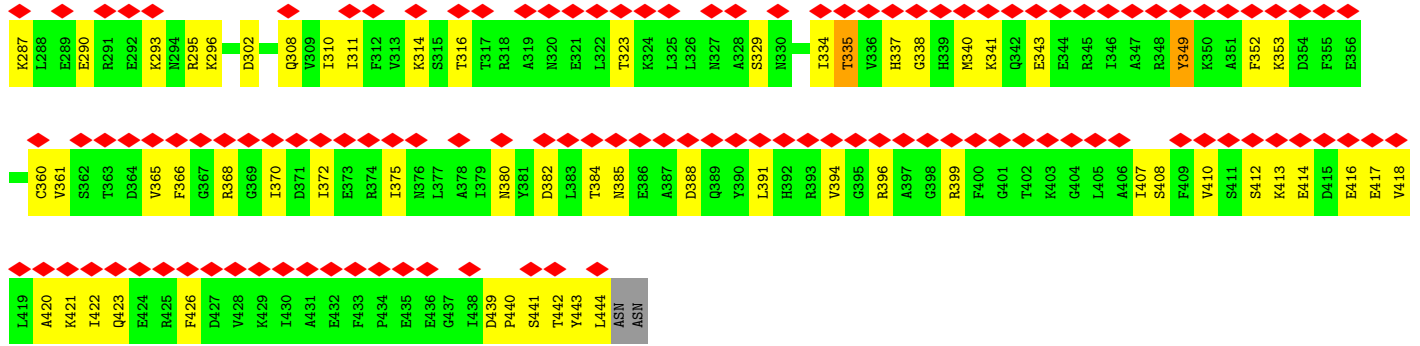 K287 L288 E289 E290 R291 E292 K293 N294 R295 K296 D302 Q308 V309 I310 I311 F312 V313 K314 S315 T316 T317 R318 A319 N320 E321 L322 T323 K324 L325 L326 N327 A328 S329 N330 I334 T335 V336 H337 G338 H339 M340 K341 Q342 E343 E344 R345 I346 A347 R348 Y349 K350 A351 F352 K353 D354 F355 E356
C360 V361 S362 T363 D364 V365 F366 G367 R368 G369 I370 D371 I372 E373 R374 I375 N376 L377 A378 I379 N380 Y381 D382 L383 T384 N385 E386 A387 D388 Q389 Y390 L391 H392 R393 V394 G395 R396 A397 G398 R399 F400 G401 T402 K403 G404 L405 A406 I407 S408 F409 V410 S411 S412 K413 E414 D415 E416 E417 V418
L419 A420 K421 I422 Q423 E424 R425 F426 D427 V428 K429 I430 A431 E432 F433 P434 E435 E436 G437 I438 D439 P440 S441 T442 Y443 L444 ASN ASN